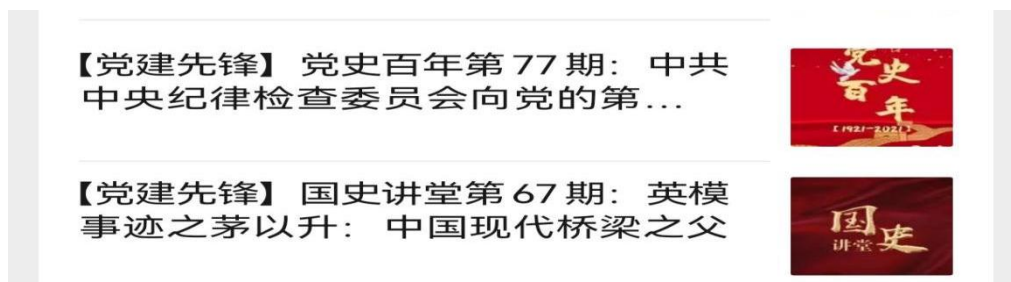 【党建先锋】党史百年第77期：中共
中央纪律检查委员会向党的第...
党史
百年
[1921-2021]
【党建先锋】国史讲堂第67期：英模
事迹之茅以升：中国现代桥梁之父
国史
讲堂